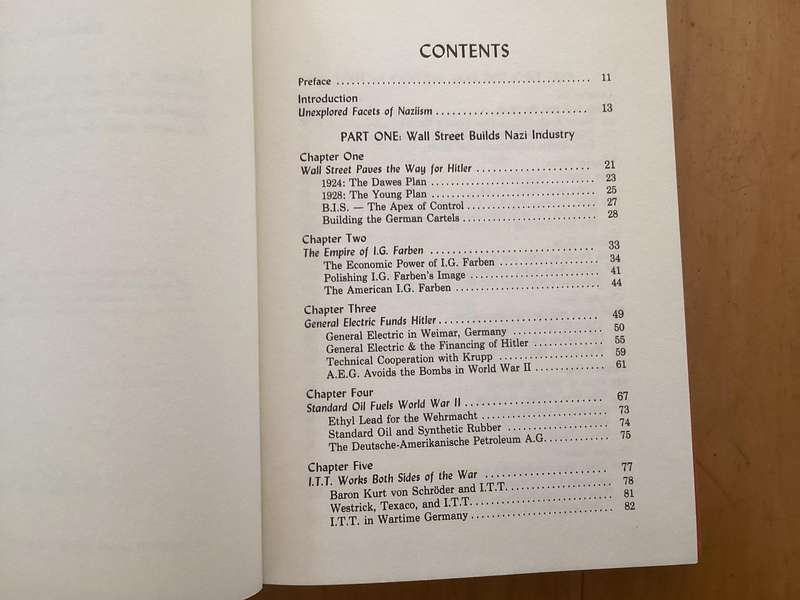 CONTENTS
Preface .................................................. 11
Introduction
Unexplored Facets of Naziism ............................. 13
PART ONE: Wall Street Builds Nazi Industry
Chapter One
Wall Street Paves the Way for Hitler ...................... 21
1924: The Dawes Plan ................................ 23
1928: The Young Plan ................................ 25
B.I.S. — The Apex of Control ......................... 27
Building the German Cartels .......................... 28
Chapter Two
The Empire of I.G. Farben ................................ 33
The Economic Power of I.G. Farben .................... 34
Polishing I.G. Farben's Image ........................ 41
The American I.G. Farben ............................. 44
Chapter Three
General Electric Funds Hitler ............................. 49
General Electric in Weimar, Germany .................. 50
General Electric & the Financing of Hitler ........... 55
Technical Cooperation with Krupp ..................... 59
A.E.G. Avoids the Bombs in World War II .............. 61
Chapter Four
Standard Oil Fuels World War II ........................... 67
Ethyl Lead for the Wehrmacht ......................... 73
Standard Oil and Synthetic Rubber .................... 74
The Deutsche-Amerikanische Petroleum A.G. ............ 75
Chapter Five
I.T.T. Works Both Sides of the War ........................ 77
Baron Kurt von Schröder and I.T.T. ................... 78
Westrick, Texaco, and I.T.T. ......................... 81
I.T.T. in Wartime Germany ............................ 82